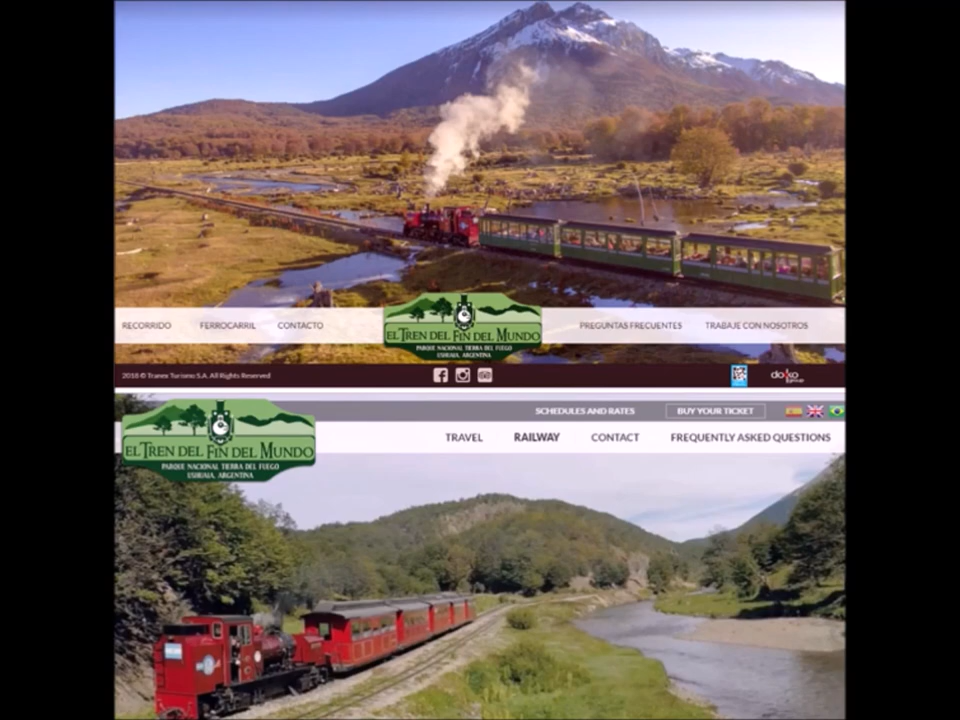 RECORRIDO FERROCARRIL CONTACTO PREGUNTAS FRECUENTES TRABAJE CON NOSOTROS
EL TREN DEL FIN DEL MUNDO
PARQUE NACIONAL TIERRA DEL FUEGO
USHUAIA, ARGENTINA
2018 © Tranex Turismo S.A. All Rights Reserved
SCHEDULES AND RATES BUY YOUR TICKET
TRAVEL RAILWAY CONTACT FREQUENTLY ASKED QUESTIONS
EL TREN DEL FIN DEL MUNDO
PARQUE NACIONAL TIERRA DEL FUEGO
USHUAIA, ARGENTINA